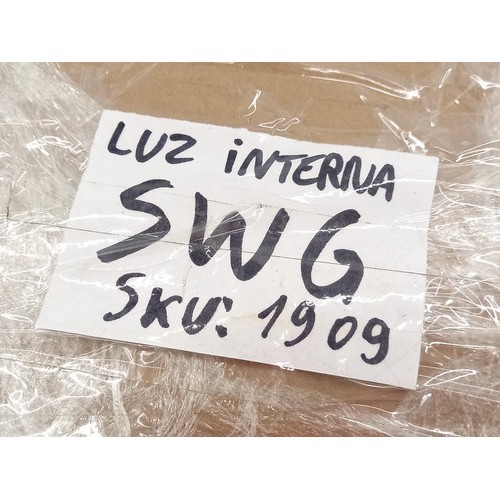 LUZ iNTERNA
SWG
SKU: 1909